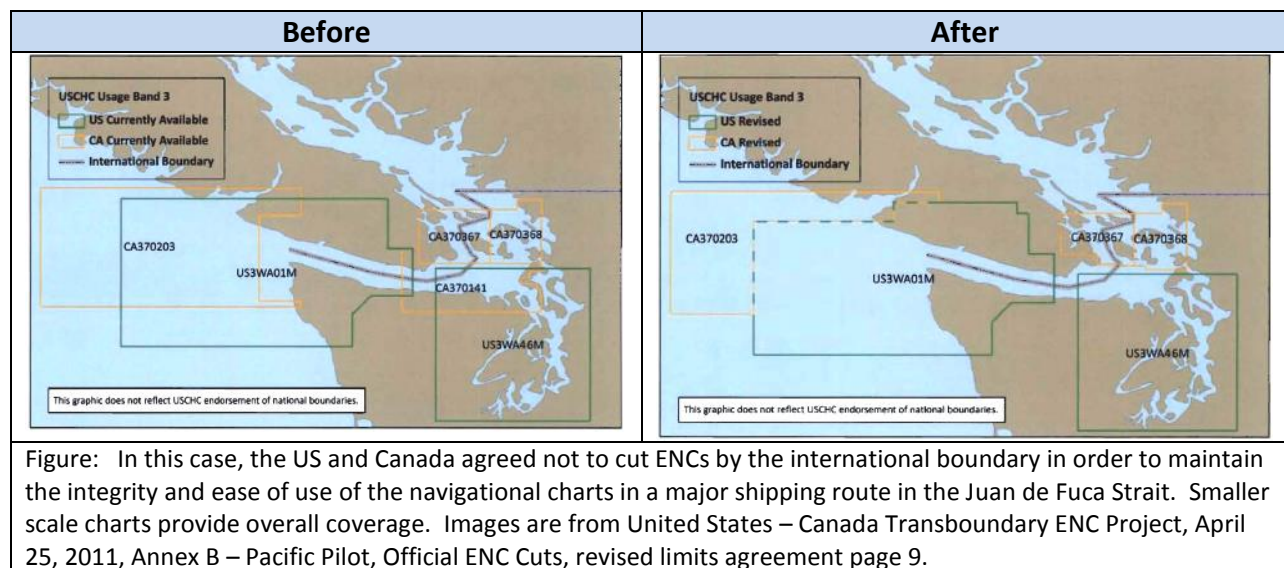 Before
After
USCHC Usage Band 3
US Currently Available
CA Currently Available
International Boundary
CA370203
US3WA01M
CA370367
CA370368
CA370141
US3WA46M
This graphic does not reflect USCHC endorsement of national boundaries.
USCHC Usage Band 3
US Revised
CA Revised
International Boundary
CA370203
US3WA01M
CA370367
CA370368
US3WA46M
This graphic does not reflect USCHC endorsement of national boundaries.
Figure: In this case, the US and Canada agreed not to cut ENCs by the international boundary in order to maintain
the integrity and ease of use of the navigational charts in a major shipping route in the Juan de Fuca Strait. Smaller
scale charts provide overall coverage. Images are from United States – Canada Transboundary ENC Project, April
25, 2011, Annex B – Pacific Pilot, Official ENC Cuts, revised limits agreement page 9.